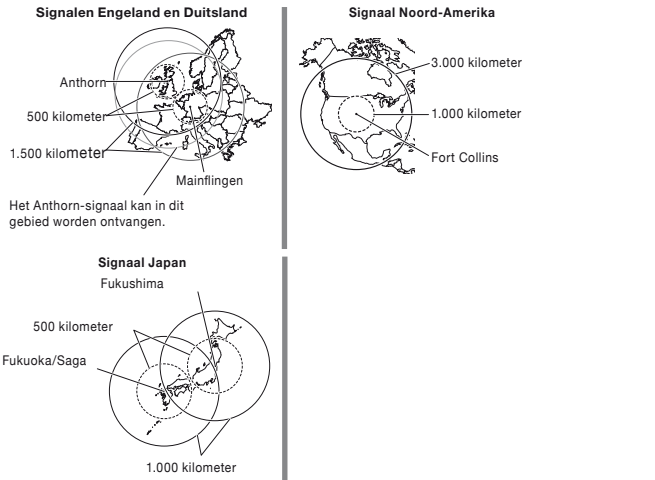 Signalen Engeland en Duitsland
Anthorn
500 kilometer
1.500 kilometer
Mainflingen
Het Anthorn-signaal kan in dit
gebied worden ontvangen.
Signaal Noord-Amerika
3.000 kilometer
1.000 kilometer
Fort Collins
Signaal Japan
Fukushima
500 kilometer
Fukuoka/Saga
1.000 kilometer